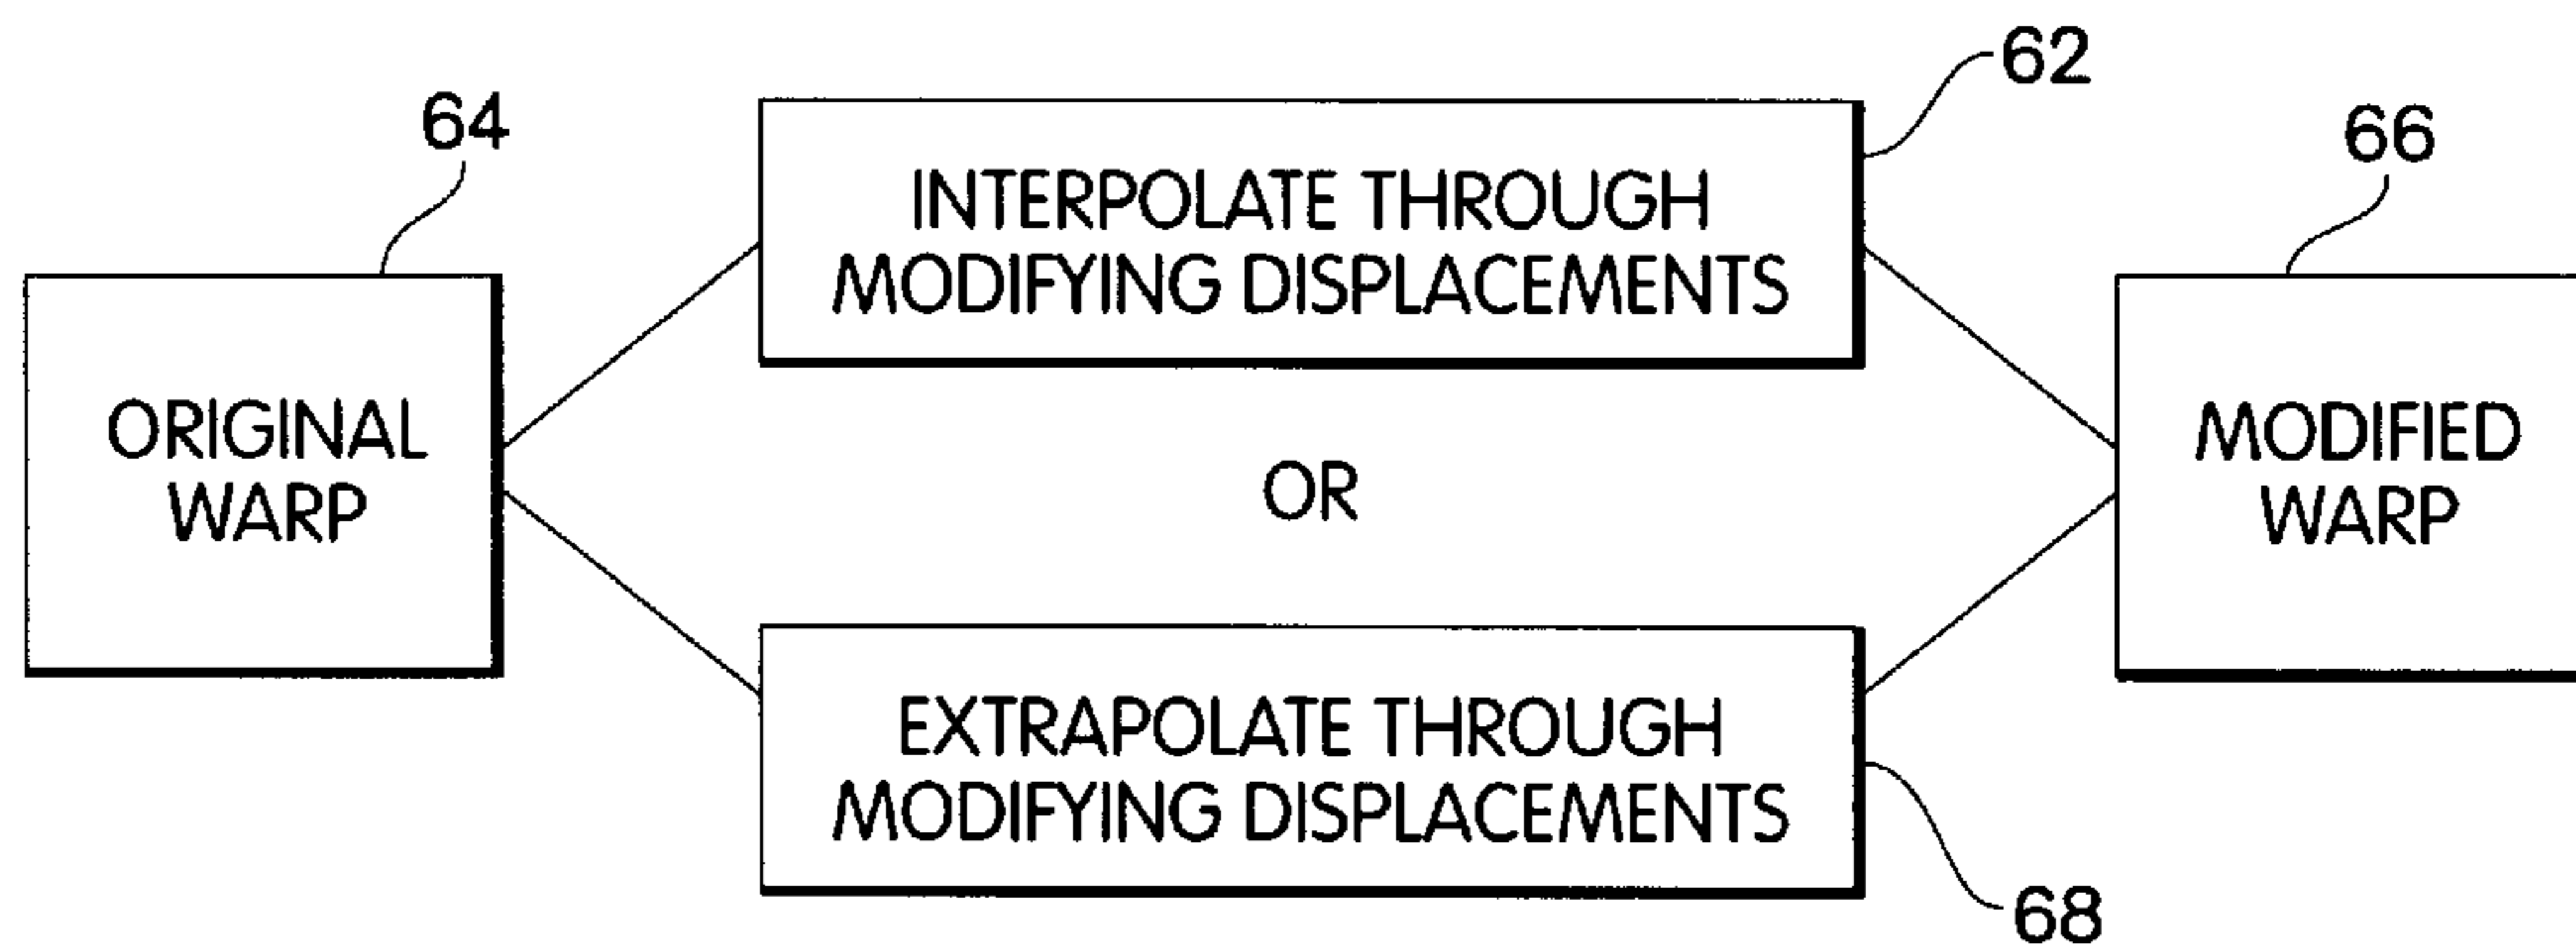 62
64
66
INTERPOLATE THROUGH
MODIFYING DISPLACEMENTS
ORIGINAL
WARP
OR
MODIFIED
WARP
EXTRAPOLATE THROUGH
MODIFYING DISPLACEMENTS
68